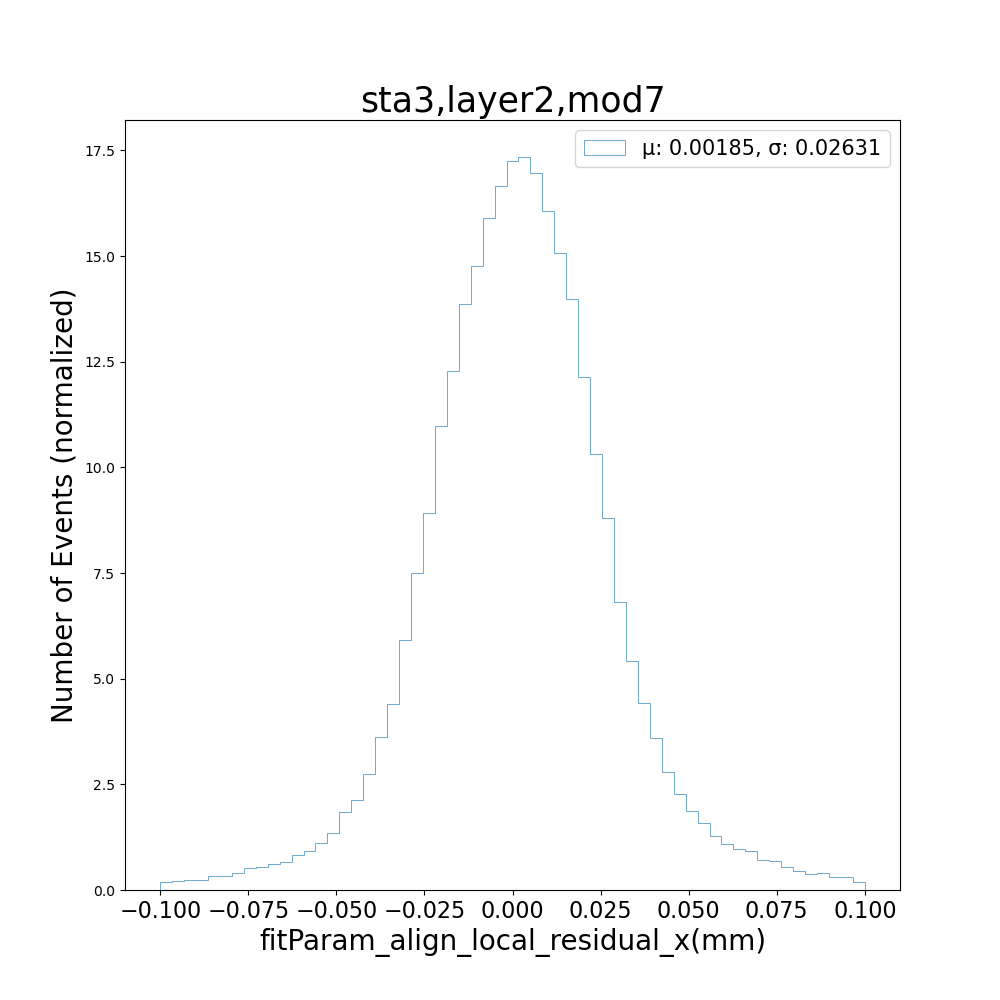 sta3,layer2,mod7
μ: 0.00185, σ: 0.02631
Number of Events (normalized)
17.5
15.0
12.5
10.0
7.5
5.0
2.5
0.0
−0.100 −0.075 −0.050 −0.025 0.000 0.025 0.050 0.075 0.100
fitParam_align_local_residual_x(mm)